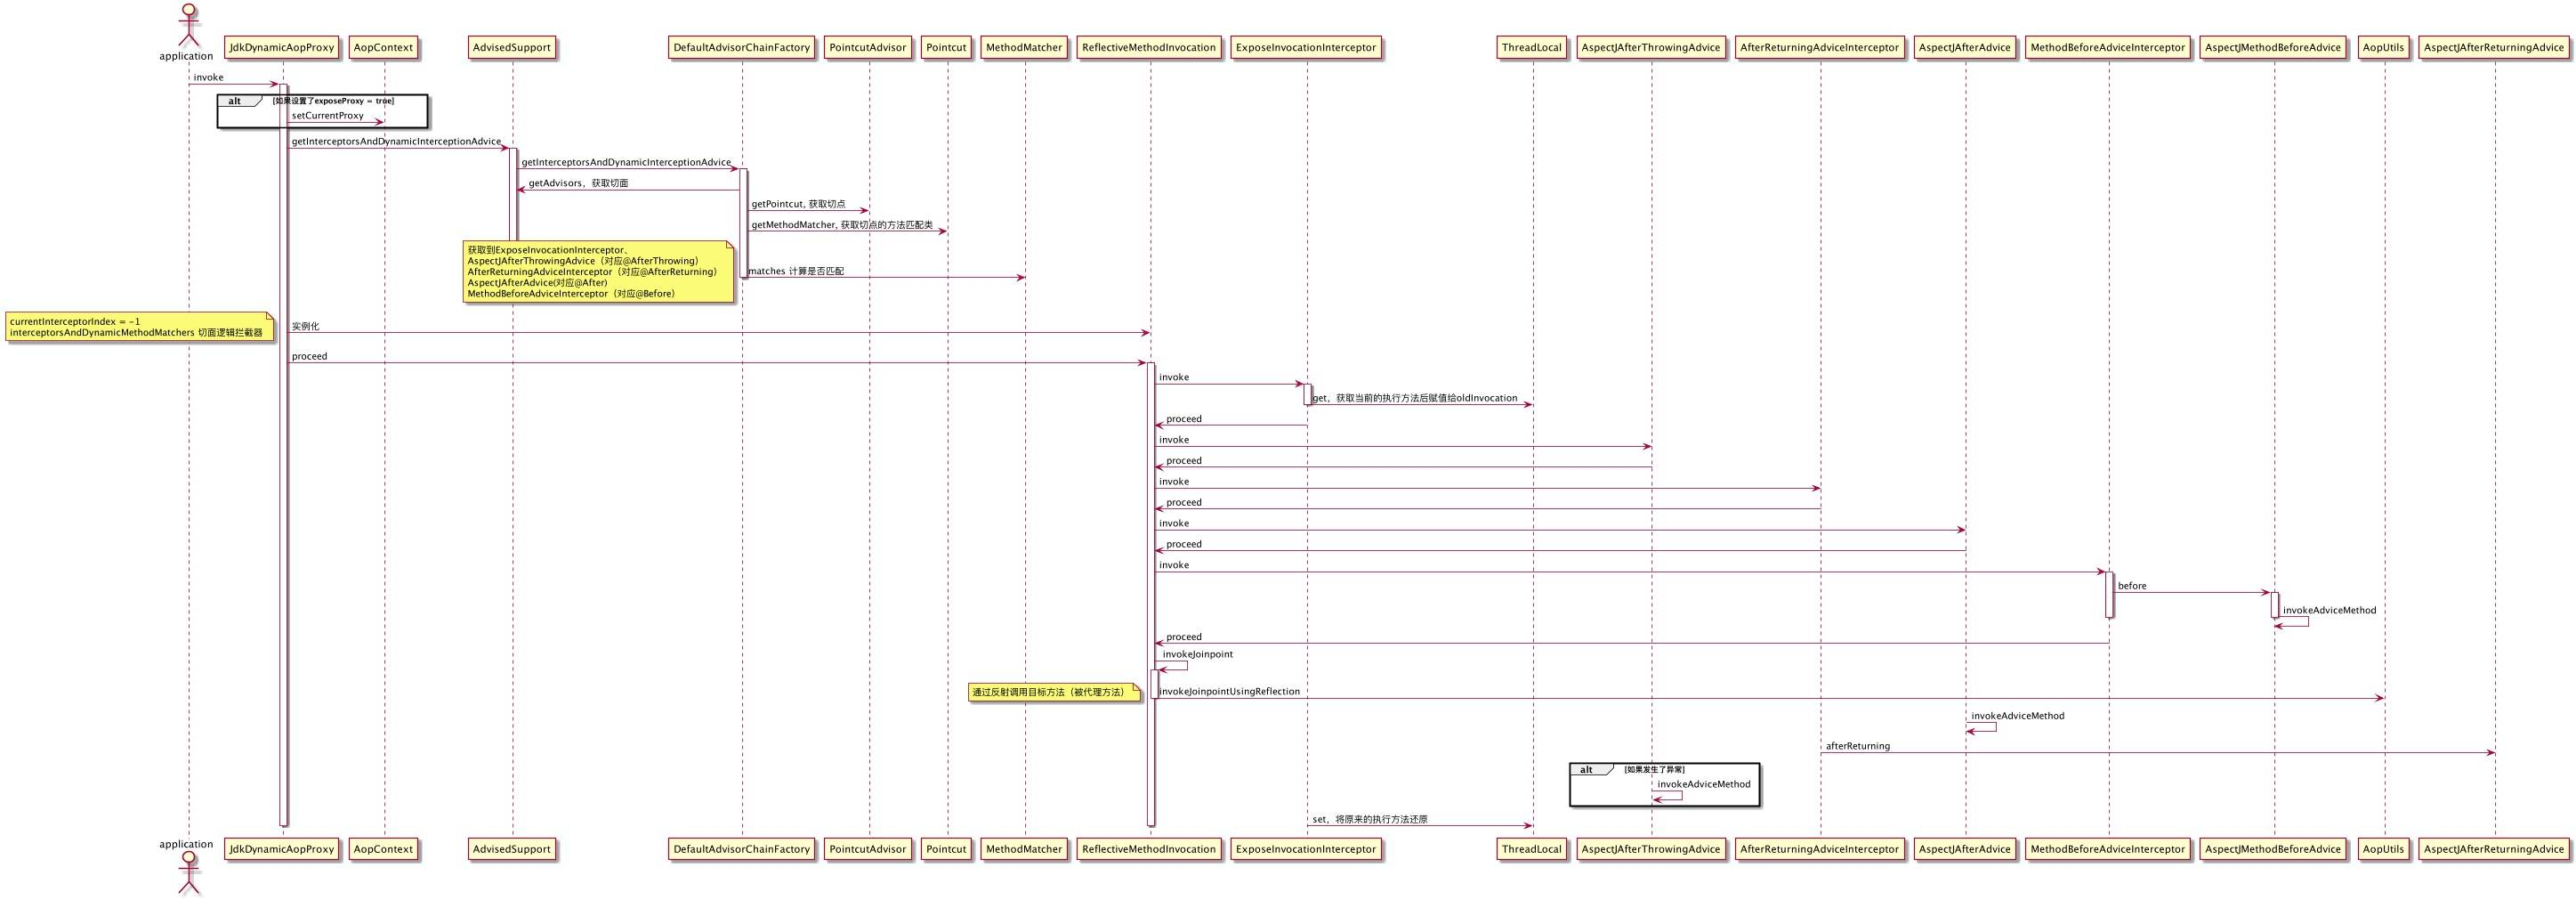 application
JdkDynamicAopProxy
AopContext
AdvisedSupport
DefaultAdvisorChainFactory
PointcutAdvisor
Pointcut
MethodMatcher
ReflectiveMethodInvocation
ExposeInvocationInterceptor
ThreadLocal
AspectJAfterThrowingAdvice
AfterReturningAdviceInterceptor
AspectJAfterAdvice
MethodBeforeAdviceInterceptor
AspectJMethodBeforeAdvice
AopUtils
AspectJAfterReturningAdvice
invoke
alt
[如果设置了exposeProxy = true]
setCurrentProxy
getInterceptorsAndDynamicInterceptionAdvice
getInterceptorsAndDynamicInterceptionAdvice
getAdvisors，获取切面
getPointcut, 获取切点
getMethodMatcher, 获取切点的方法匹配类
获取到ExposeInvocationInterceptor、
AspectJAfterThrowingAdvice（对应@AfterThrowing）
AfterReturningAdviceInterceptor（对应@AfterReturning）
AspectJAfterAdvice(对应@After)
MethodBeforeAdviceInterceptor（对应@Before）
matches 计算是否匹配
currentInterceptorIndex = -1
interceptorsAndDynamicMethodMatchers 切面逻辑拦截器
实例化
proceed
invoke
get，获取当前的执行方法后赋值给oldInvocation
proceed
invoke
proceed
invoke
proceed
invoke
proceed
invoke
before
invokeAdviceMethod
proceed
invokeJoinpoint
通过反射调用目标方法（被代理方法）
invokeJoinpointUsingReflection
invokeAdviceMethod
afterReturning
alt
[如果发生了异常]
invokeAdviceMethod
set，将原来的执行方法还原
application
JdkDynamicAopProxy
AopContext
AdvisedSupport
DefaultAdvisorChainFactory
PointcutAdvisor
Pointcut
MethodMatcher
ReflectiveMethodInvocation
ExposeInvocationInterceptor
ThreadLocal
AspectJAfterThrowingAdvice
AfterReturningAdviceInterceptor
AspectJAfterAdvice
MethodBeforeAdviceInterceptor
AspectJMethodBeforeAdvice
AopUtils
AspectJAfterReturningAdvice